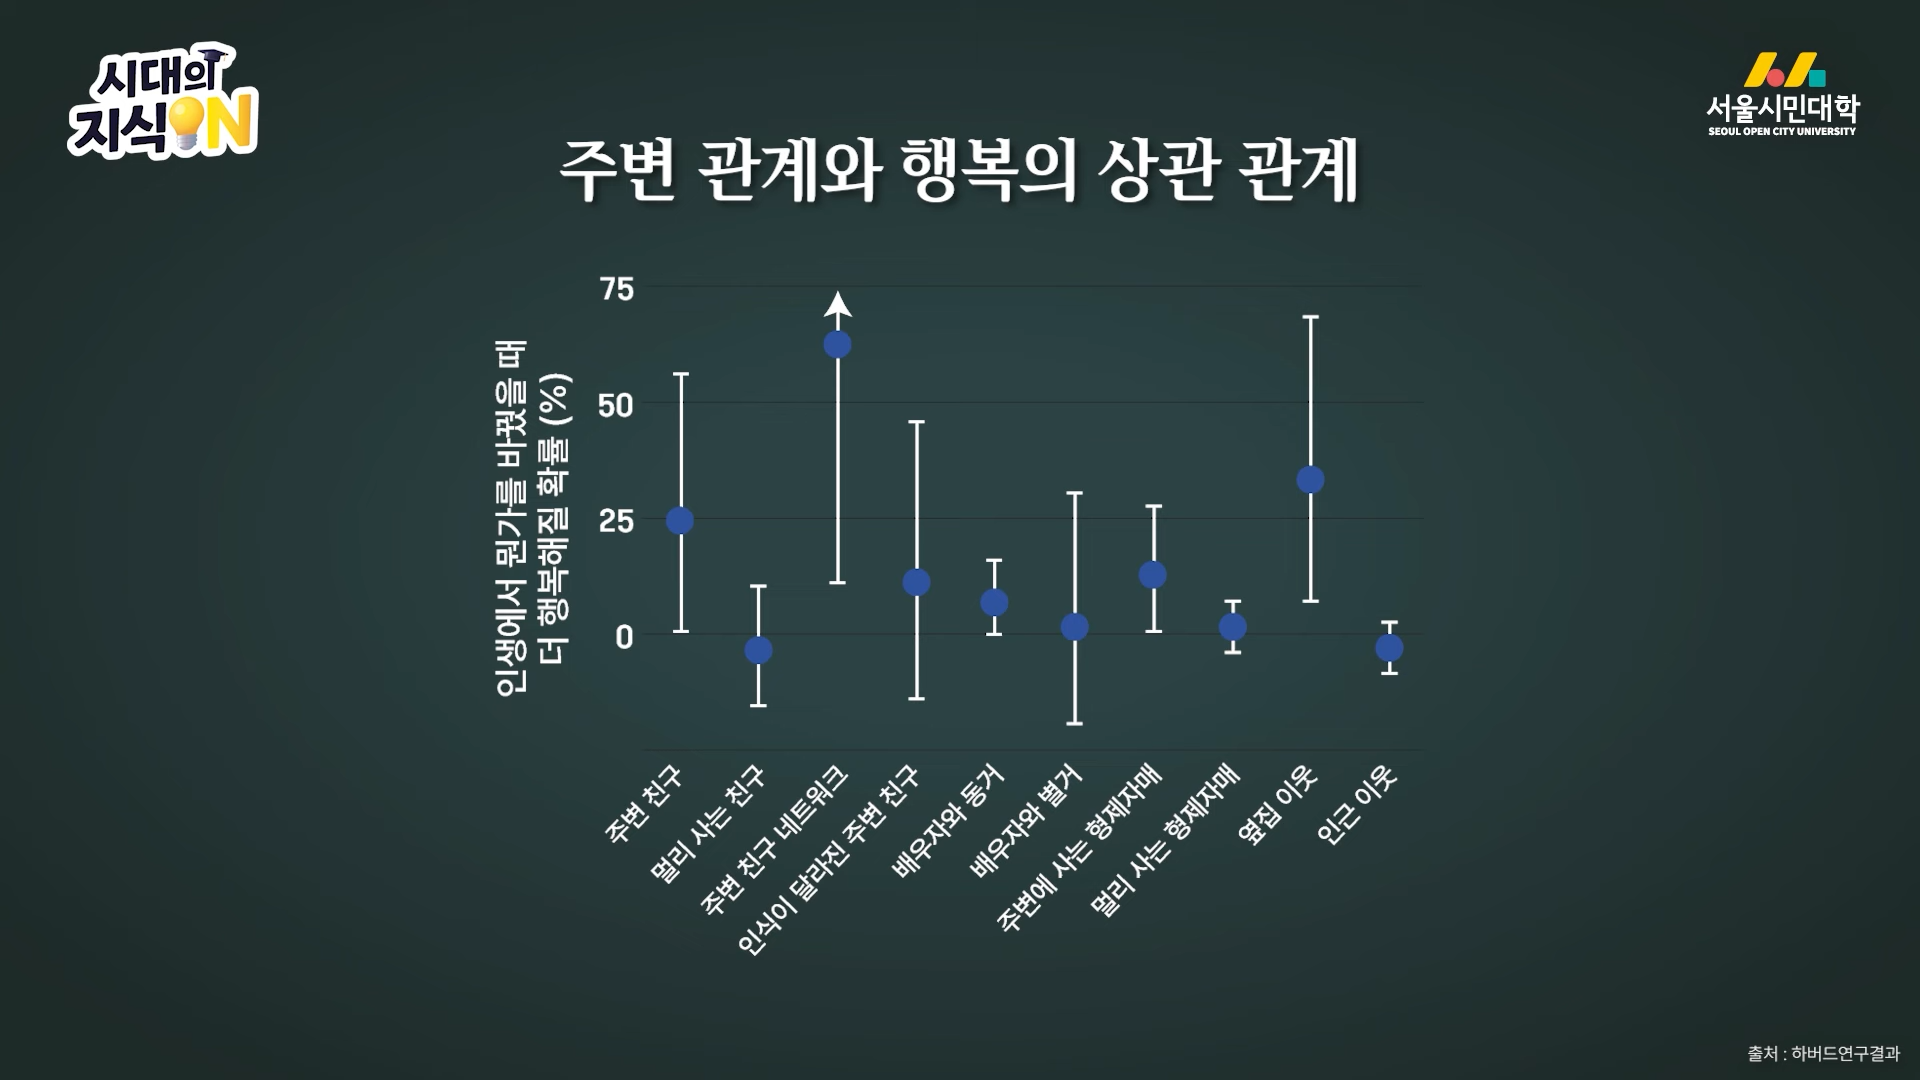 시대의
지식ON
서울시민대학
SEOUL OPEN CITY UNIVERSITY
주변 관계와 행복의 상관 관계
인생에서 뭔가를 바꿨을 때
더 행복해질 확률 (%)
75
50
25
0
주변 친구
멀리 사는 친구
주변 친구 네트워크
인식이 달라진 주변 친구
배우자와 동거
배우자와 별거
주변에 사는 형제자매
멀리 사는 형제자매
옆집 이웃
인근 이웃
출처 : 하버드연구결과